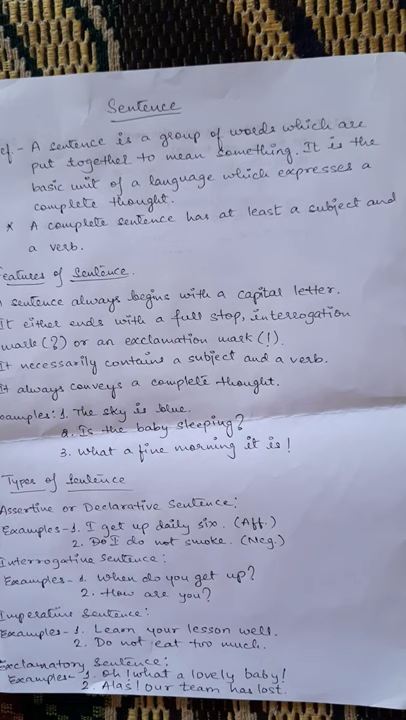 Sentence
ef - A sentence is a group of words which are
put together to mean something. It is the
basic unit of a language which expresses a
complete thought.
* A complete sentence has at least a subject and
a verb.
eatures of Sentence.
sentence always begins with a capital letter.
It either ends with a full stop, interrogation
mark (?) or an exclamation mark (!).
It necessarily contains a subject and a verb.
It always conveys a complete thought.
oamples: 1. The sky is blue.
2. Is the baby sleeping?
3. What a fine morning it is!
Types of Sentence
Assertive or Declarative Sentence:
Examples - 1. I get up daily six. (Aff.)
2. I do not smoke. (Neg.)
Interrogative Sentence:
Examples - 1. When do you get up?
2. How are you?
Imperative Sentence:
Examples - 1. Learn your lesson well.
2. Do not eat too much.
Exclamatory Sentence:
Examples - 1. Oh! what a lovely baby!
2. Alas! Our team has lost.